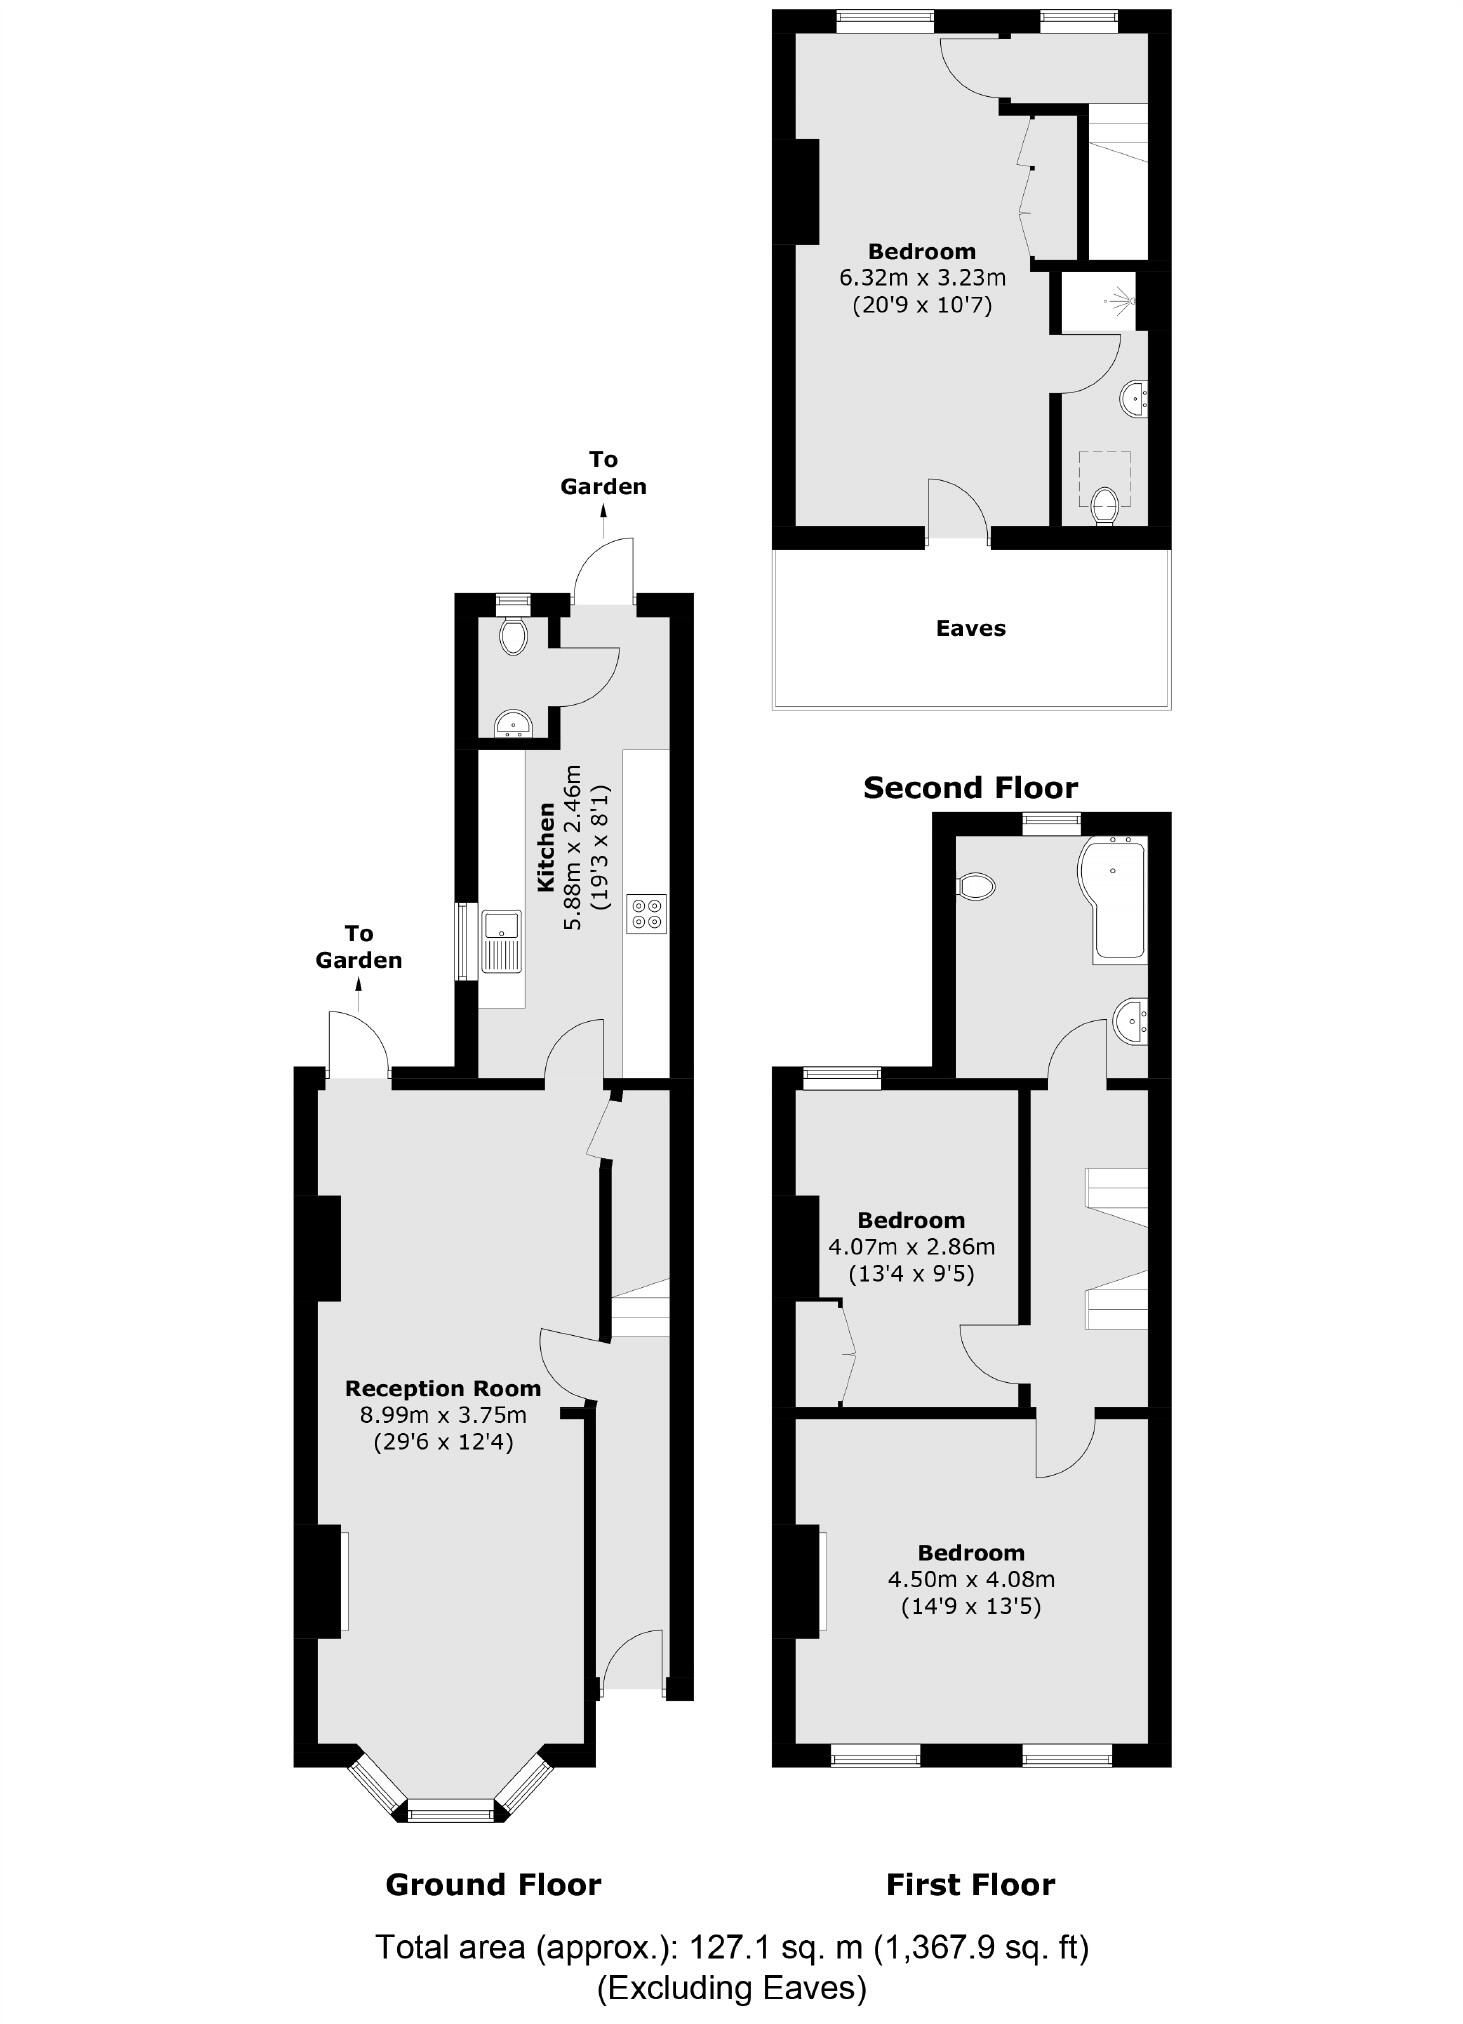 Bedroom
6.32m x 3.23m
(20'9 x 10'7)
Eaves
Second Floor
To
Garden
Kitchen
5.88m x 2.46m
(19'3 x 8'1)
To
Garden
Reception Room
8.99m x 3.75m
(29'6 x 12'4)
Ground Floor
Bedroom
4.07m x 2.86m
(13'4 x 9'5)
Bedroom
4.50m x 4.08m
(14'9 x 13'5)
First Floor
Total area (approx.): 127.1 sq. m (1,367.9 sq. ft)
(Excluding Eaves)